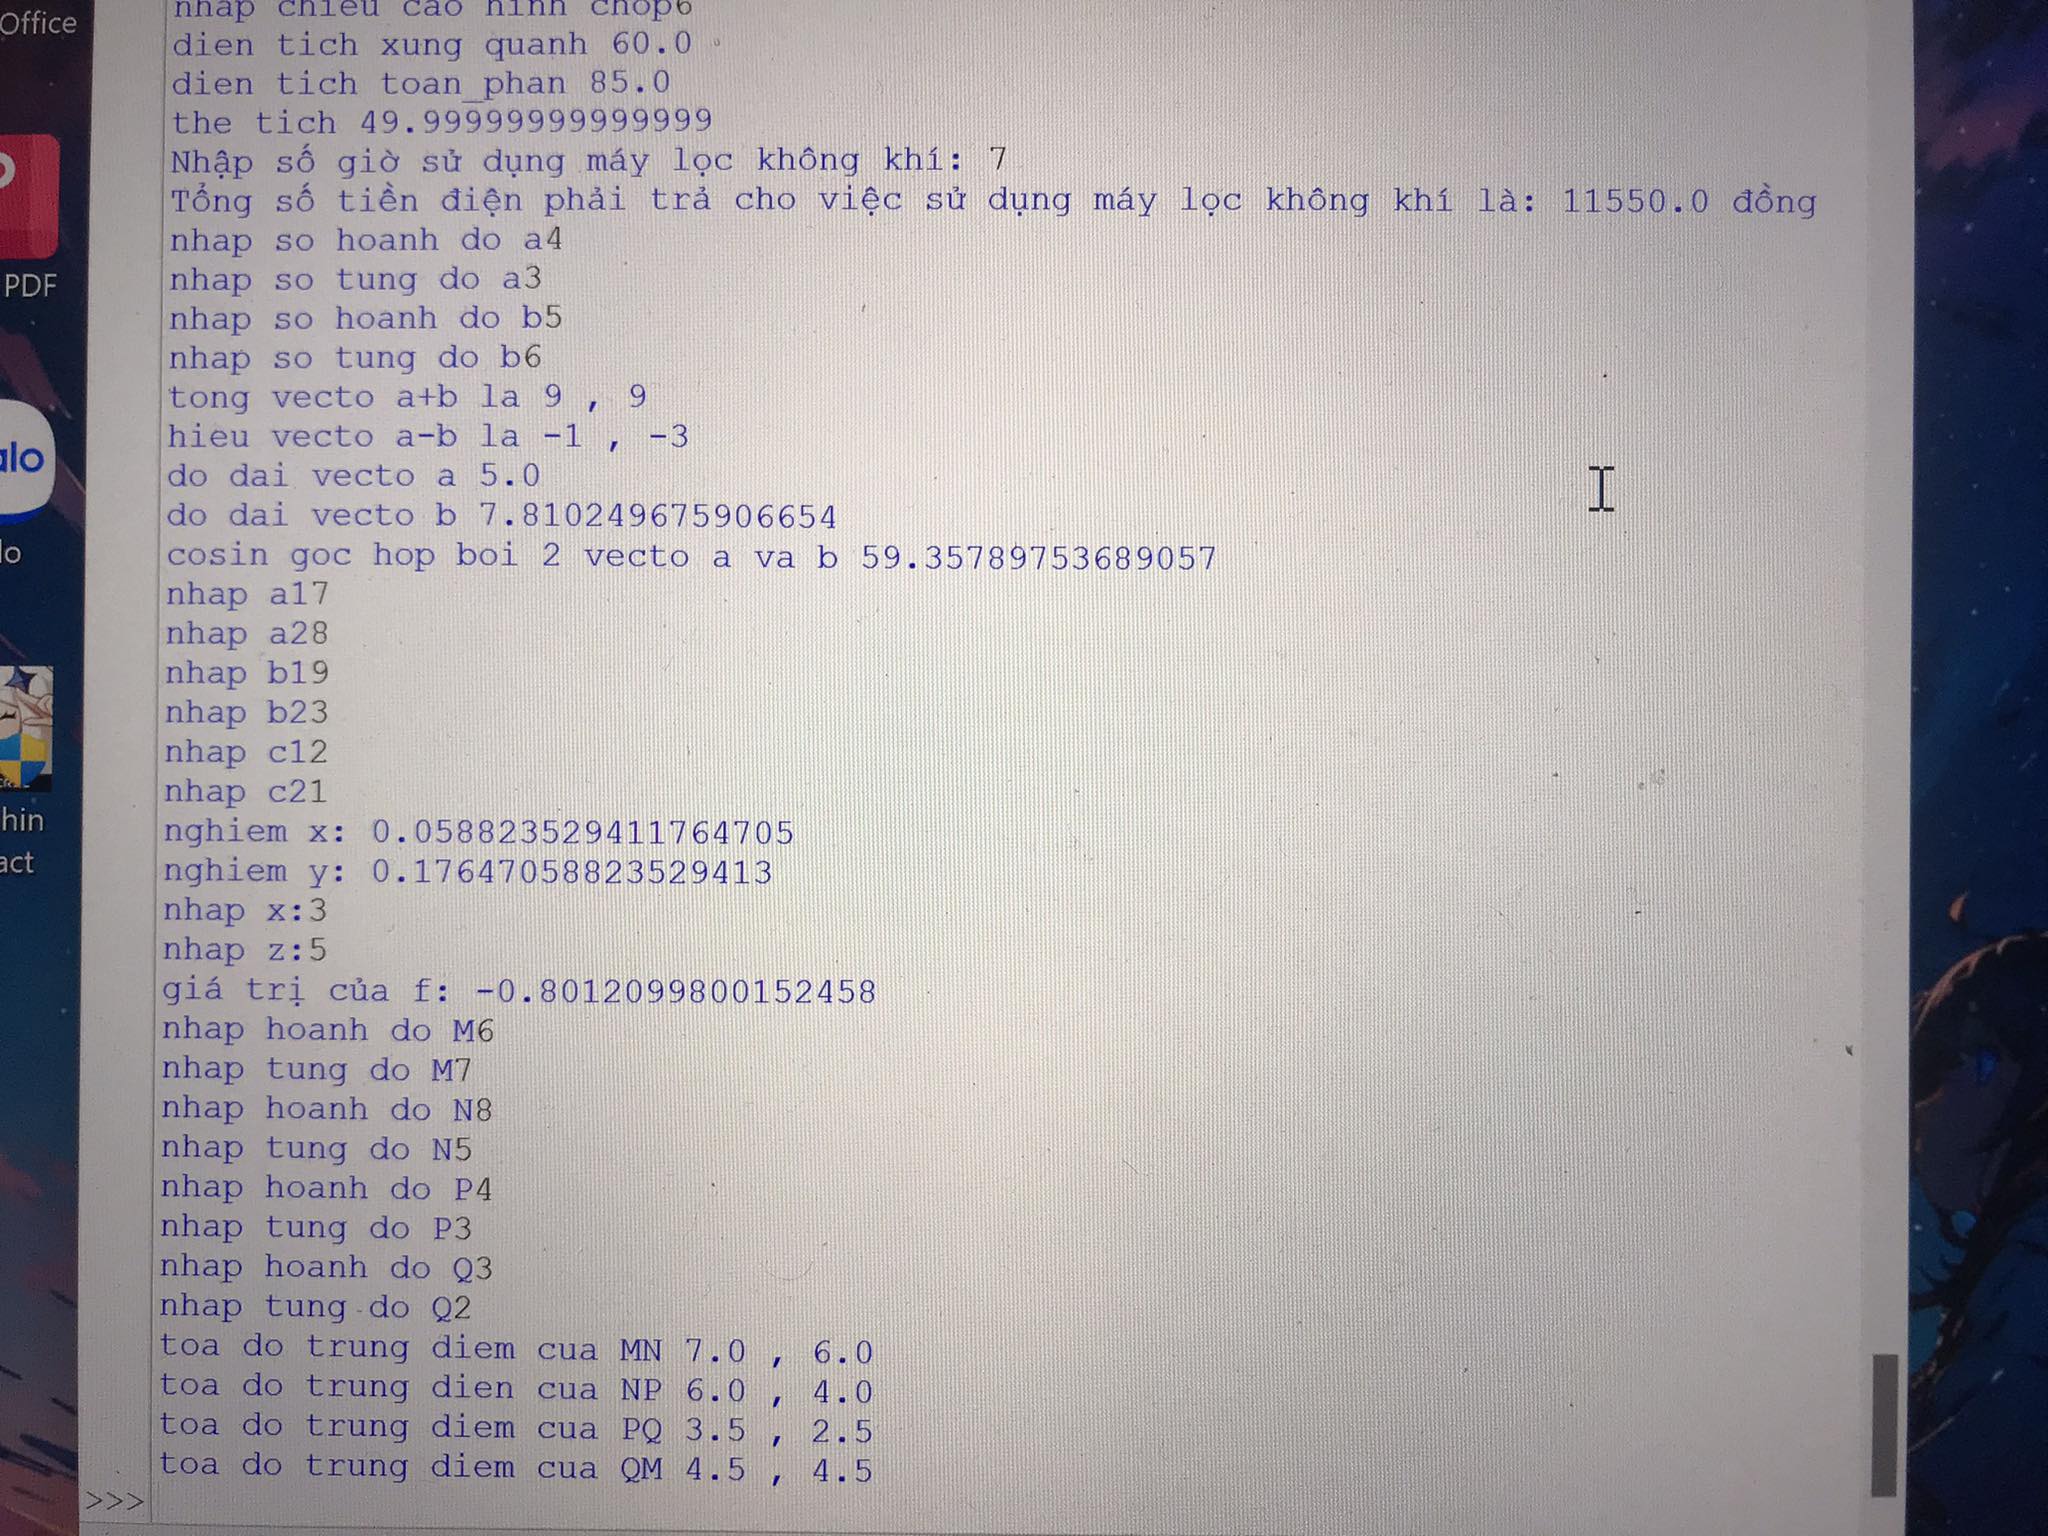 Office
PDF
alo
lo
hin
act
nhap chieu cao hinh chop6
dien tich xung quanh 60.0
dien tich toan_phan 85.0
the tich 49.99999999999999
Nhập số giờ sử dụng máy lọc không khí: 7
Tổng số tiền điện phải trả cho việc sử dụng máy lọc không khí là: 11550.0 đồng
nhap so hoanh do a4
nhap so tung do a3
nhap so hoanh do b5
nhap so tung do b6
tong vecto a+b la 9 , 9
hieu vecto a-b la -1 , -3
do dai vecto a 5.0
do dai vecto b 7.810249675906654
cosin goc hop boi 2 vecto a va b 59.35789753689057
nhap a17
nhap a28
nhap b19
nhap b23
nhap c12
nhap c21
nghiem x: 0.058823529411764705
nghiem y: 0.17647058823529413
nhap x:3
nhap z:5
giá trị của f: -0.8012099800152458
nhap hoanh do M6
nhap tung do M7
nhap hoanh do N8
nhap tung do N5
nhap hoanh do P4
nhap tung do P3
nhap hoanh do Q3
nhap tung do Q2
toa do trung diem cua MN 7.0 , 6.0
toa do trung dien cua NP 6.0 , 4.0
toa do trung diem cua PQ 3.5 , 2.5
toa do trung diem cua QM 4.5 , 4.5
>>>